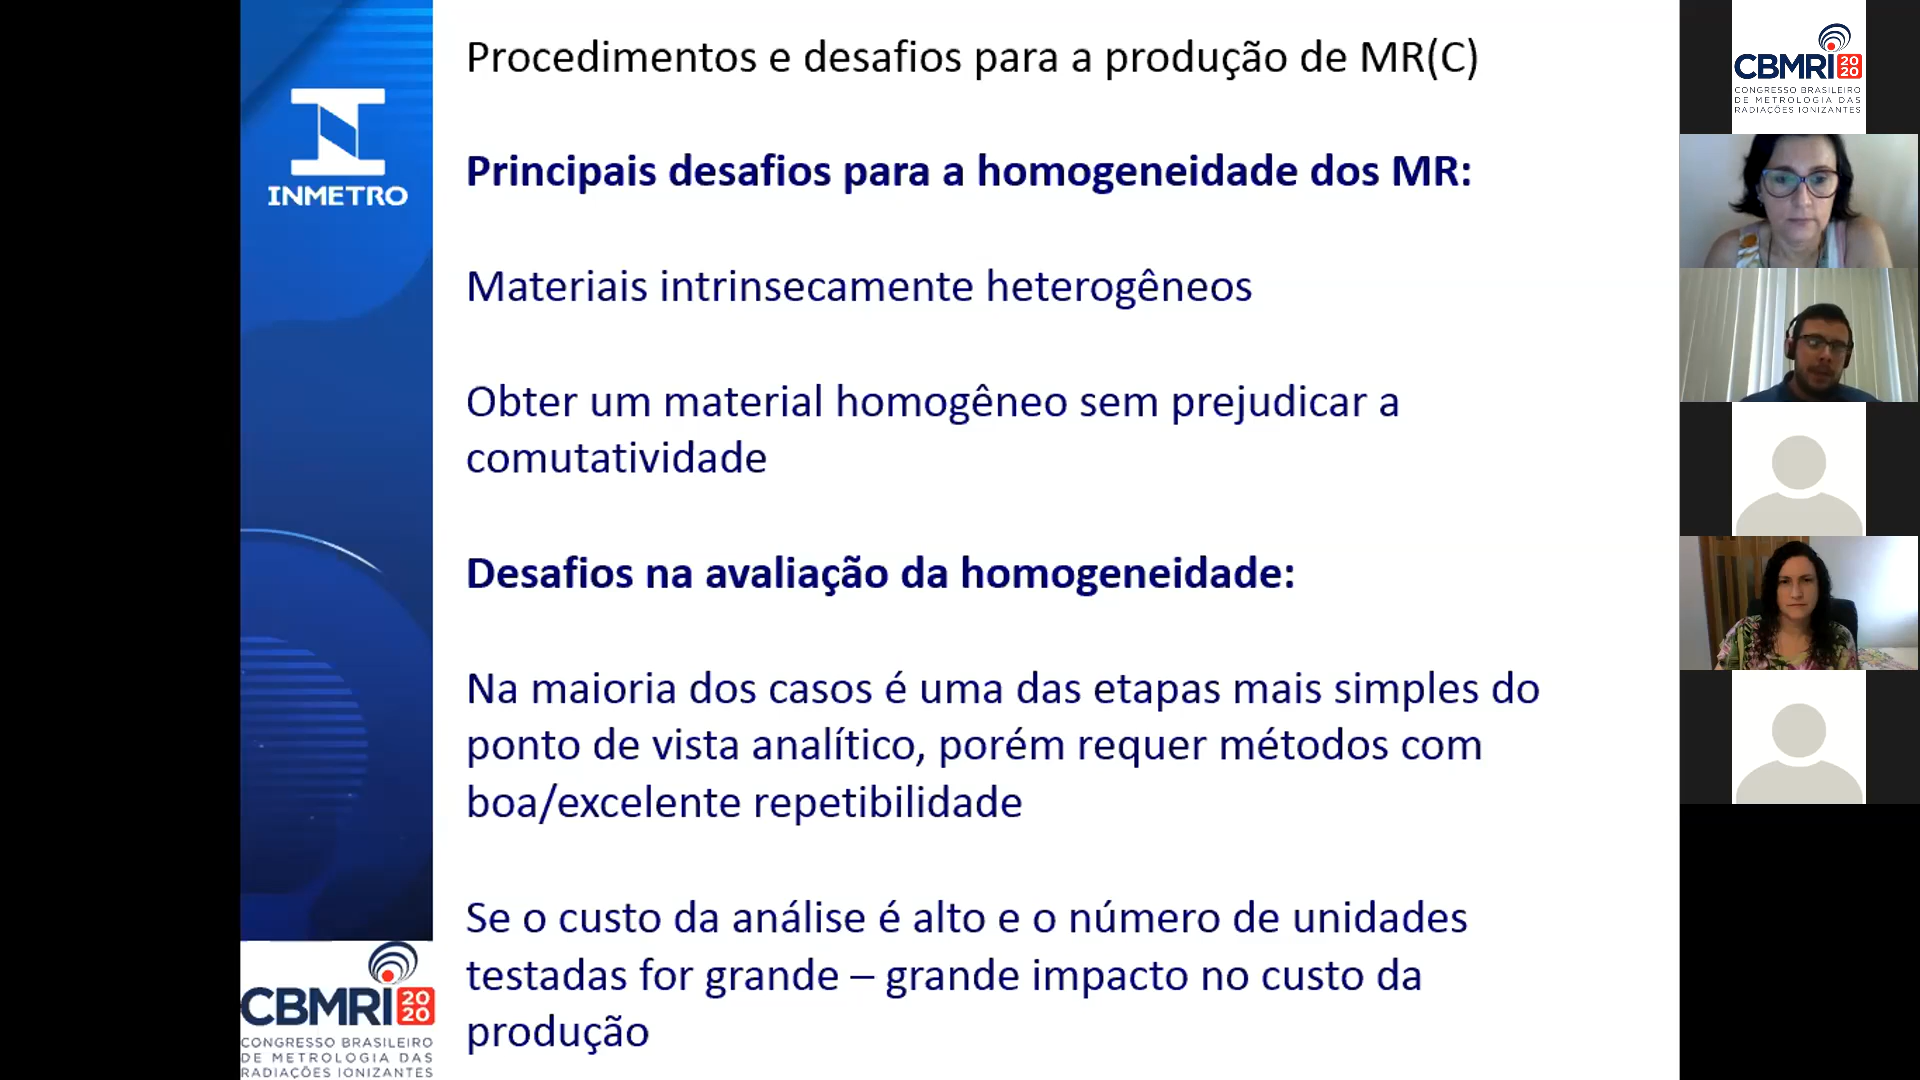 Procedimentos e desafios para a produção de MR(C)
Principais desafios para a homogeneidade dos MR:
Materiais intrinsecamente heterogêneos
Obter um material homogêneo sem prejudicar a
comutatividade
Desafios na avaliação da homogeneidade:
Na maioria dos casos é uma das etapas mais simples do
ponto de vista analítico, porém requer métodos com
boa/excelente repetibilidade
Se o custo da análise é alto e o número de unidades
testadas for grande – grande impacto no custo da
produção
INMETRO
CBMRI 20
20
CONGRESSO BRASILEIRO
DE METROLOGIA DAS
RADIAÇÕES IONIZANTES
CBMRI 20
20
CONGRESSO BRASILEIRO
DE METROLOGIA DAS
RADIAÇÕES IONIZANTES